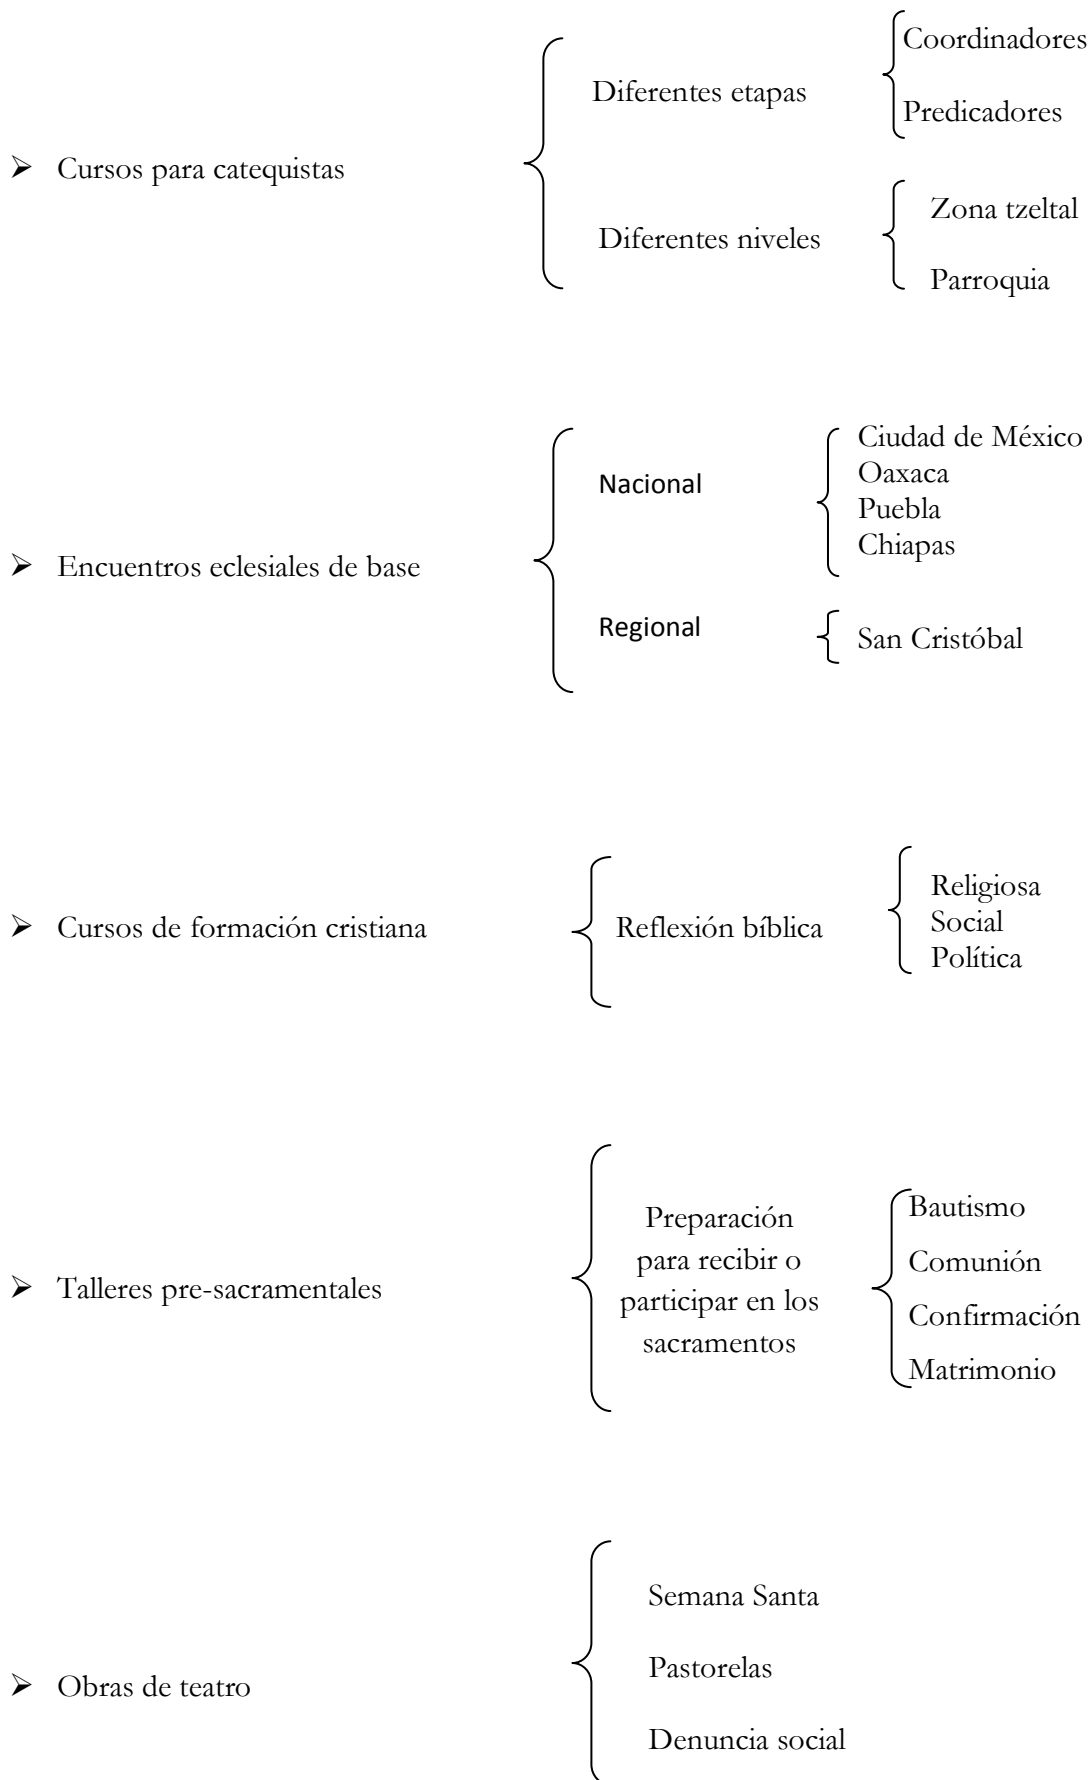 ➢ Cursos para catequistas
Diferentes etapas
Coordinadores
Predicadores
Diferentes niveles
Zona tzeltal
Parroquia
➢ Encuentros eclesiales de base
Nacional
Ciudad de México
Oaxaca
Puebla
Chiapas
Regional
San Cristóbal
➢ Cursos de formación cristiana
Reflexión bíblica
Religiosa
Social
Política
➢ Talleres pre-sacramentales
Preparación
para recibir o
participar en los
sacramentos
Bautismo
Comunión
Confirmación
Matrimonio
➢ Obras de teatro
Semana Santa
Pastorelas
Denuncia social